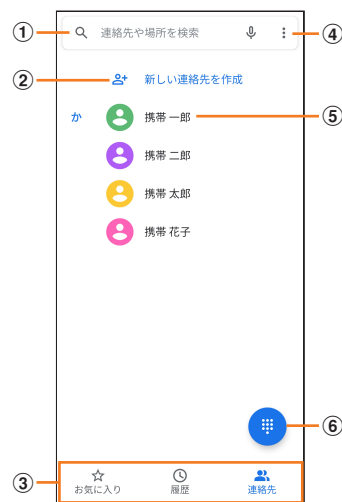 ① 連絡先や場所を検索 ④
② 新しい連絡先を作成
か 携帯 一郎 ⑤
携帯 二郎
携帯 太郎
携帯 花子
⑥
③ お気に入り 履歴 連絡先